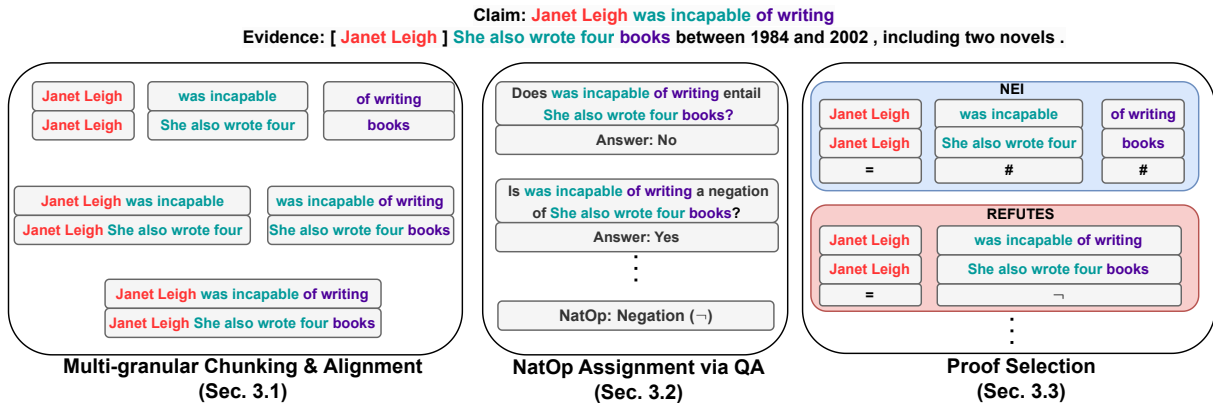 Claim: Janet Leigh was incapable of writing
Evidence: [ Janet Leigh ] She also wrote four books between 1984 and 2002 , including two novels .
Janet Leigh was incapable of writing
Janet Leigh She also wrote four books
Janet Leigh was incapable was incapable of writing
Janet Leigh She also wrote four She also wrote four books
Janet Leigh was incapable of writing
Janet Leigh She also wrote four books
Multi-granular Chunking & Alignment
(Sec. 3.1)
Does was incapable of writing entail
She also wrote four books?
Answer: No
Is was incapable of writing a negation
of She also wrote four books?
Answer: Yes
NatOp: Negation (¬)
NatOp Assignment via QA
(Sec. 3.2)
NEI
Janet Leigh was incapable of writing
Janet Leigh She also wrote four books
= # #
REFUTES
Janet Leigh was incapable of writing
Janet Leigh She also wrote four books
= ¬
Proof Selection
(Sec. 3.3)